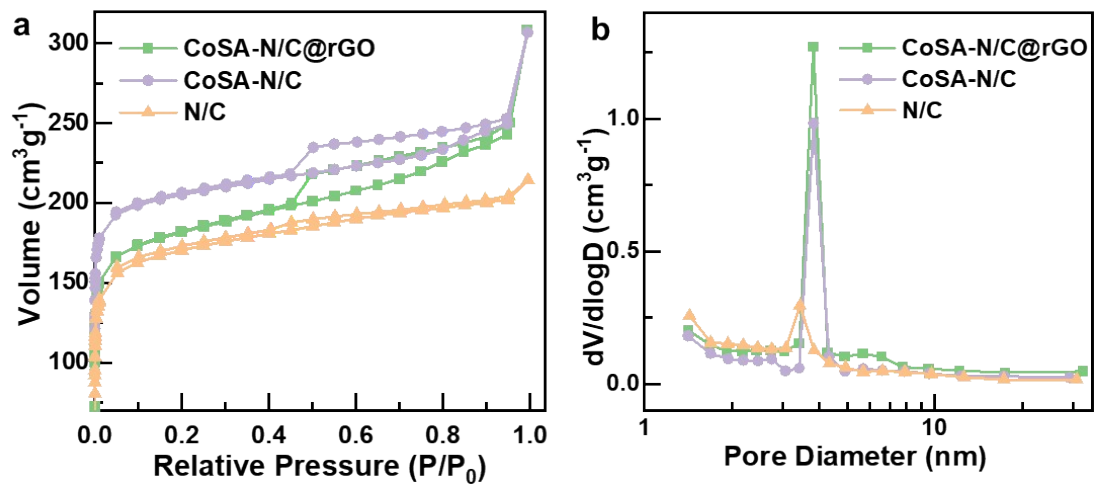 a
CoSA-N/C@rGO
CoSA-N/C
N/C
Volume (cm³g⁻¹)
300
250
200
150
100
0.0 0.2 0.4 0.6 0.8 1.0
Relative Pressure (P/P₀)
b
CoSA-N/C@rGO
CoSA-N/C
N/C
dV/dlogD (cm³g⁻¹)
1.0
0.5
0.0
1 10
Pore Diameter (nm)